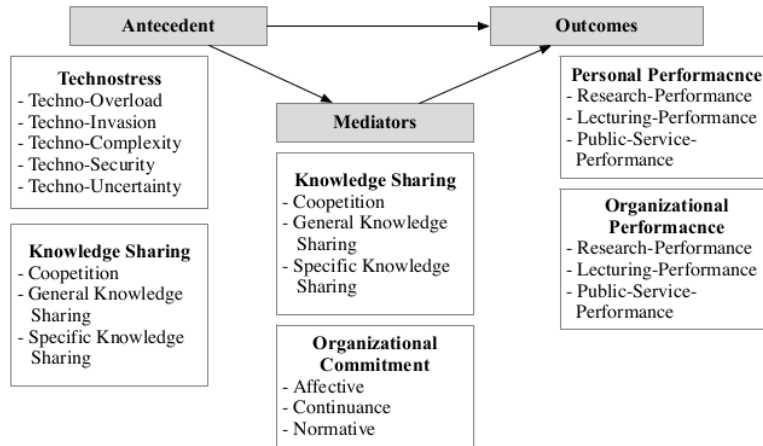 Antecedent
Outcomes
Technostress
- Techno-Overload
- Techno-Invasion
- Techno-Complexity
- Techno-Security
- Techno-Uncertainty
Knowledge Sharing
- Coopetition
- General Knowledge
Sharing
- Specific Knowledge
Sharing
Mediators
Knowledge Sharing
- Coopetition
- General Knowledge
Sharing
- Specific Knowledge
Sharing
Organizational
Commitment
- Affective
- Continuance
- Normative
Personal Performacnce
- Research-Performance
- Lecturing-Performance
- Public-Service-
Performance
Organizational
Performacnce
- Research-Performance
- Lecturing-Performance
- Public-Service-
Performance